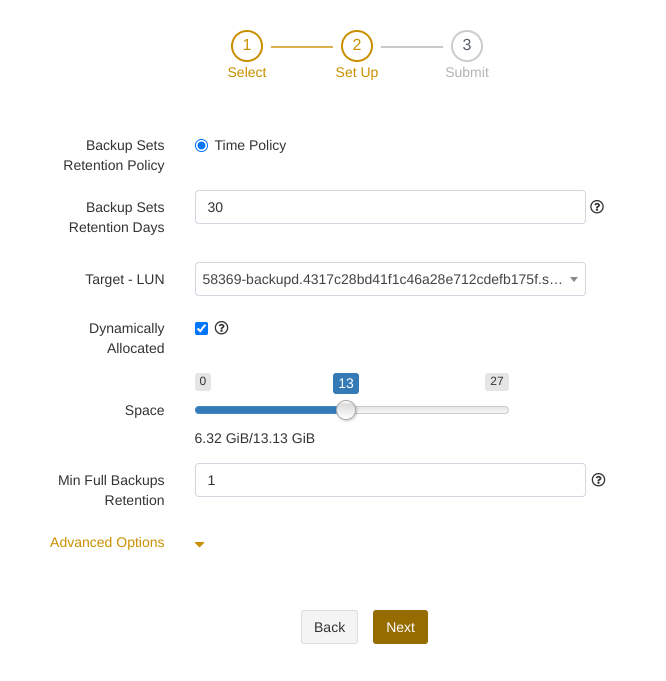 1 2 3
Select Set Up Submit
Backup Sets
Retention Policy
Time Policy
Backup Sets
Retention Days
30
Target - LUN
58369-backupd.4317c28bd41f1c46a28e712cdefb175f.s...
Dynamically
Allocated
0 13 27
Space
6.32 GiB/13.13 GiB
Min Full Backups
Retention
1
Advanced Options
Back Next